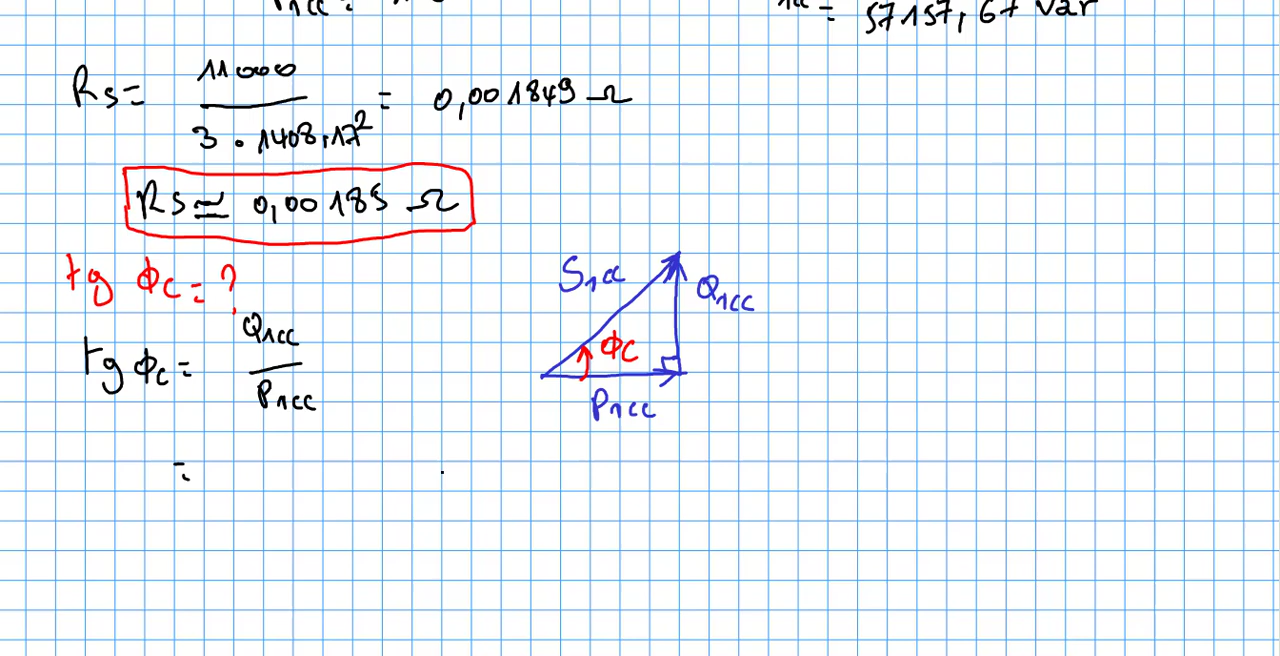 57157,67 var
Rs = 11000 / 3 . 1408,17² = 0,001849 Ω
Rs ≃ 0,00185 Ω
tg ϕc = ?
S1cc
Q1cc
ϕc
P1cc
tg ϕc = Q1cc / P1cc
=